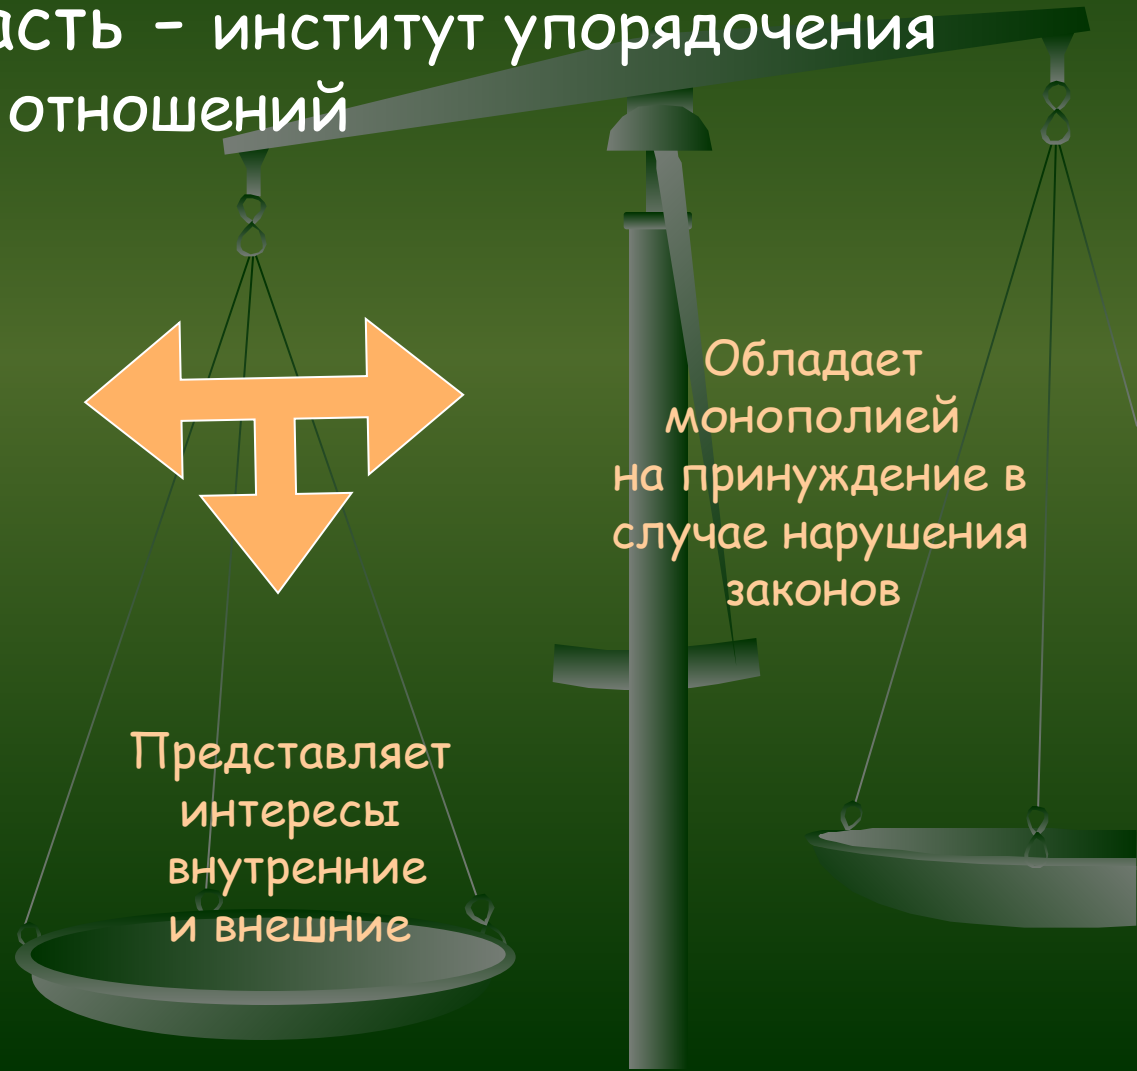 асть - институт упорядочения
отношений
Обладает
монополией
на принуждение в
случае нарушения
законов
Представляет
интересы
внутренние
и внешние